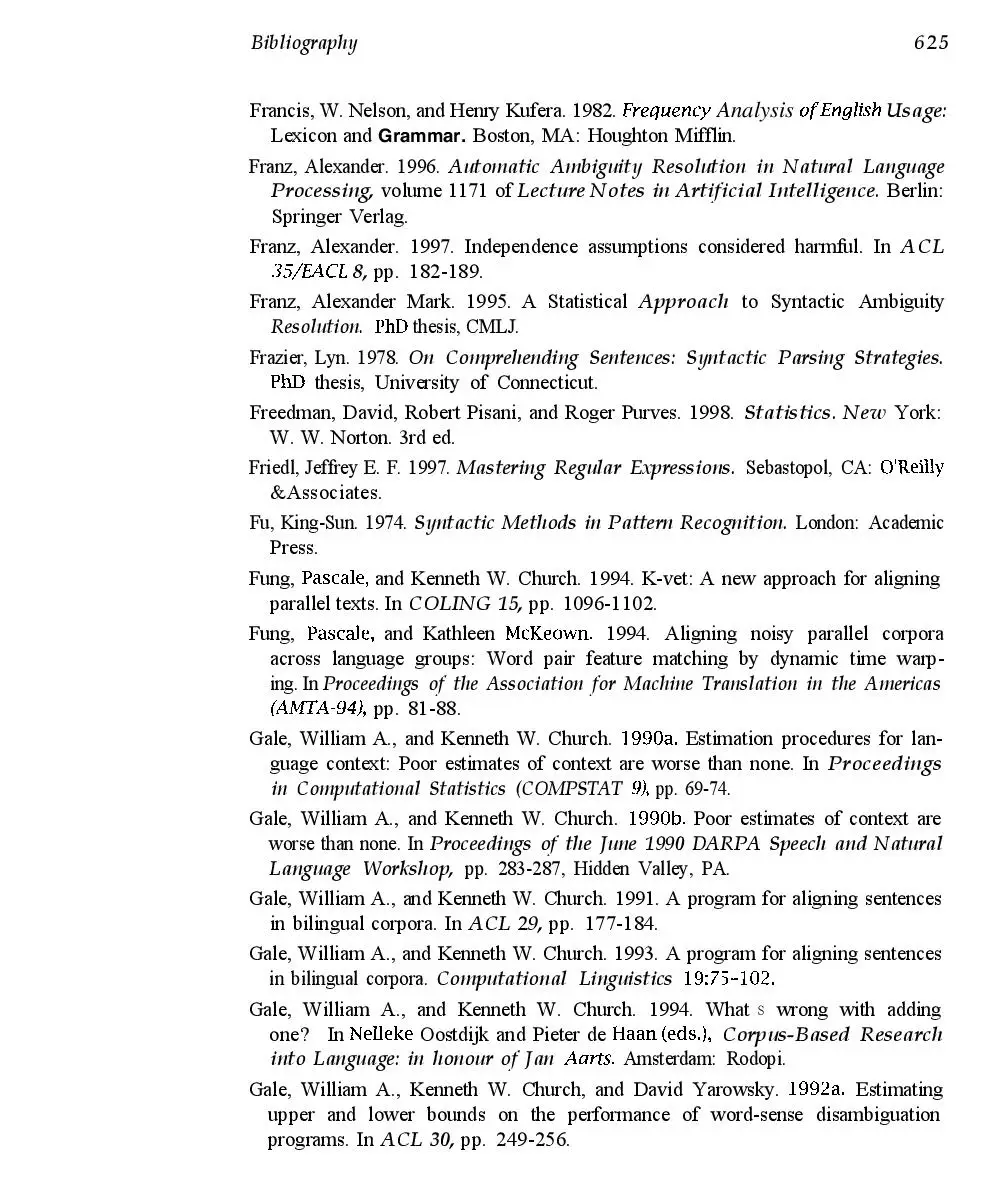 Bibliography 625
Francis, W. Nelson, and Henry Kufera. 1982. Frequency Analysis of English Usage:
Lexicon and Grammar. Boston, MA: Houghton Mifflin.
Franz, Alexander. 1996. Automatic Ambiguity Resolution in Natural Language
Processing, volume 1171 of Lecture Notes in Artificial Intelligence. Berlin:
Springer Verlag.
Franz, Alexander. 1997. Independence assumptions considered harmful. In ACL
35/EACL 8, pp. 182-189.
Franz, Alexander Mark. 1995. A Statistical Approach to Syntactic Ambiguity
Resolution. PhD thesis, CMLJ.
Frazier, Lyn. 1978. On Comprehending Sentences: Syntactic Parsing Strategies.
PhD thesis, University of Connecticut.
Freedman, David, Robert Pisani, and Roger Purves. 1998. Statistics. New York:
W. W. Norton. 3rd ed.
Friedl, Jeffrey E. F. 1997. Mastering Regular Expressions. Sebastopol, CA: O'Reilly
&Associates.
Fu, King-Sun. 1974. Syntactic Methods in Pattern Recognition. London: Academic
Press.
Fung, Pascale, and Kenneth W. Church. 1994. K-vet: A new approach for aligning
parallel texts. In COLING 15, pp. 1096-1102.
Fung, Pascale, and Kathleen McKeown. 1994. Aligning noisy parallel corpora
across language groups: Word pair feature matching by dynamic time warp-
ing. In Proceedings of the Association for Machine Translation in the Americas
(AMTA-94), pp. 81-88.
Gale, William A., and Kenneth W. Church. 1990a. Estimation procedures for lan-
guage context: Poor estimates of context are worse than none. In Proceedings
in Computational Statistics (COMPSTAT 9), pp. 69-74.
Gale, William A., and Kenneth W. Church. 1990b. Poor estimates of context are
worse than none. In Proceedings of the June 1990 DARPA Speech and Natural
Language Workshop, pp. 283-287, Hidden Valley, PA.
Gale, William A., and Kenneth W. Church. 1991. A program for aligning sentences
in bilingual corpora. In ACL 29, pp. 177-184.
Gale, William A., and Kenneth W. Church. 1993. A program for aligning sentences
in bilingual corpora. Computational Linguistics 19:75-102.
Gale, William A., and Kenneth W. Church. 1994. What s wrong with adding
one? In Nelleke Oostdijk and Pieter de Haan (eds.), Corpus-Based Research
into Language: in honour of Jan Aarts. Amsterdam: Rodopi.
Gale, William A., Kenneth W. Church, and David Yarowsky. 1992a. Estimating
upper and lower bounds on the performance of word-sense disambiguation
programs. In ACL 30, pp. 249-256.